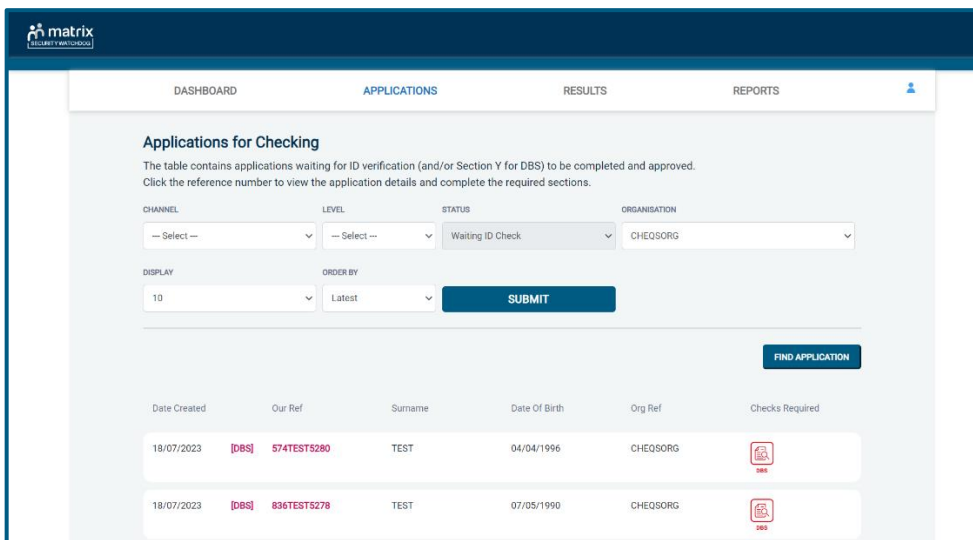 matrix
SECURITY WATCHDOG
DASHBOARD APPLICATIONS RESULTS REPORTS
Applications for Checking
The table contains applications waiting for ID verification (and/or Section Y for DBS) to be completed and approved.
Click the reference number to view the application details and complete the required sections.
CHANNEL LEVEL STATUS ORGANISATION
--- Select --- --- Select --- Waiting ID Check CHEQSORG
DISPLAY ORDER BY
10 Latest SUBMIT
FIND APPLICATION
Date Created Our Ref Surname Date Of Birth Org Ref Checks Required
18/07/2023 [DBS] 574TEST5280 TEST 04/04/1996 CHEQSORG
DBS
18/07/2023 [DBS] 836TEST5278 TEST 07/05/1990 CHEQSORG
DBS